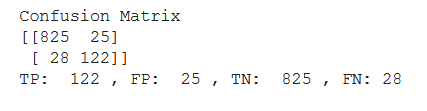 Confusion Matrix
[[825  25]
 [ 28 122]]
TP:  122 , FP:  25 , TN:  825 , FN: 28